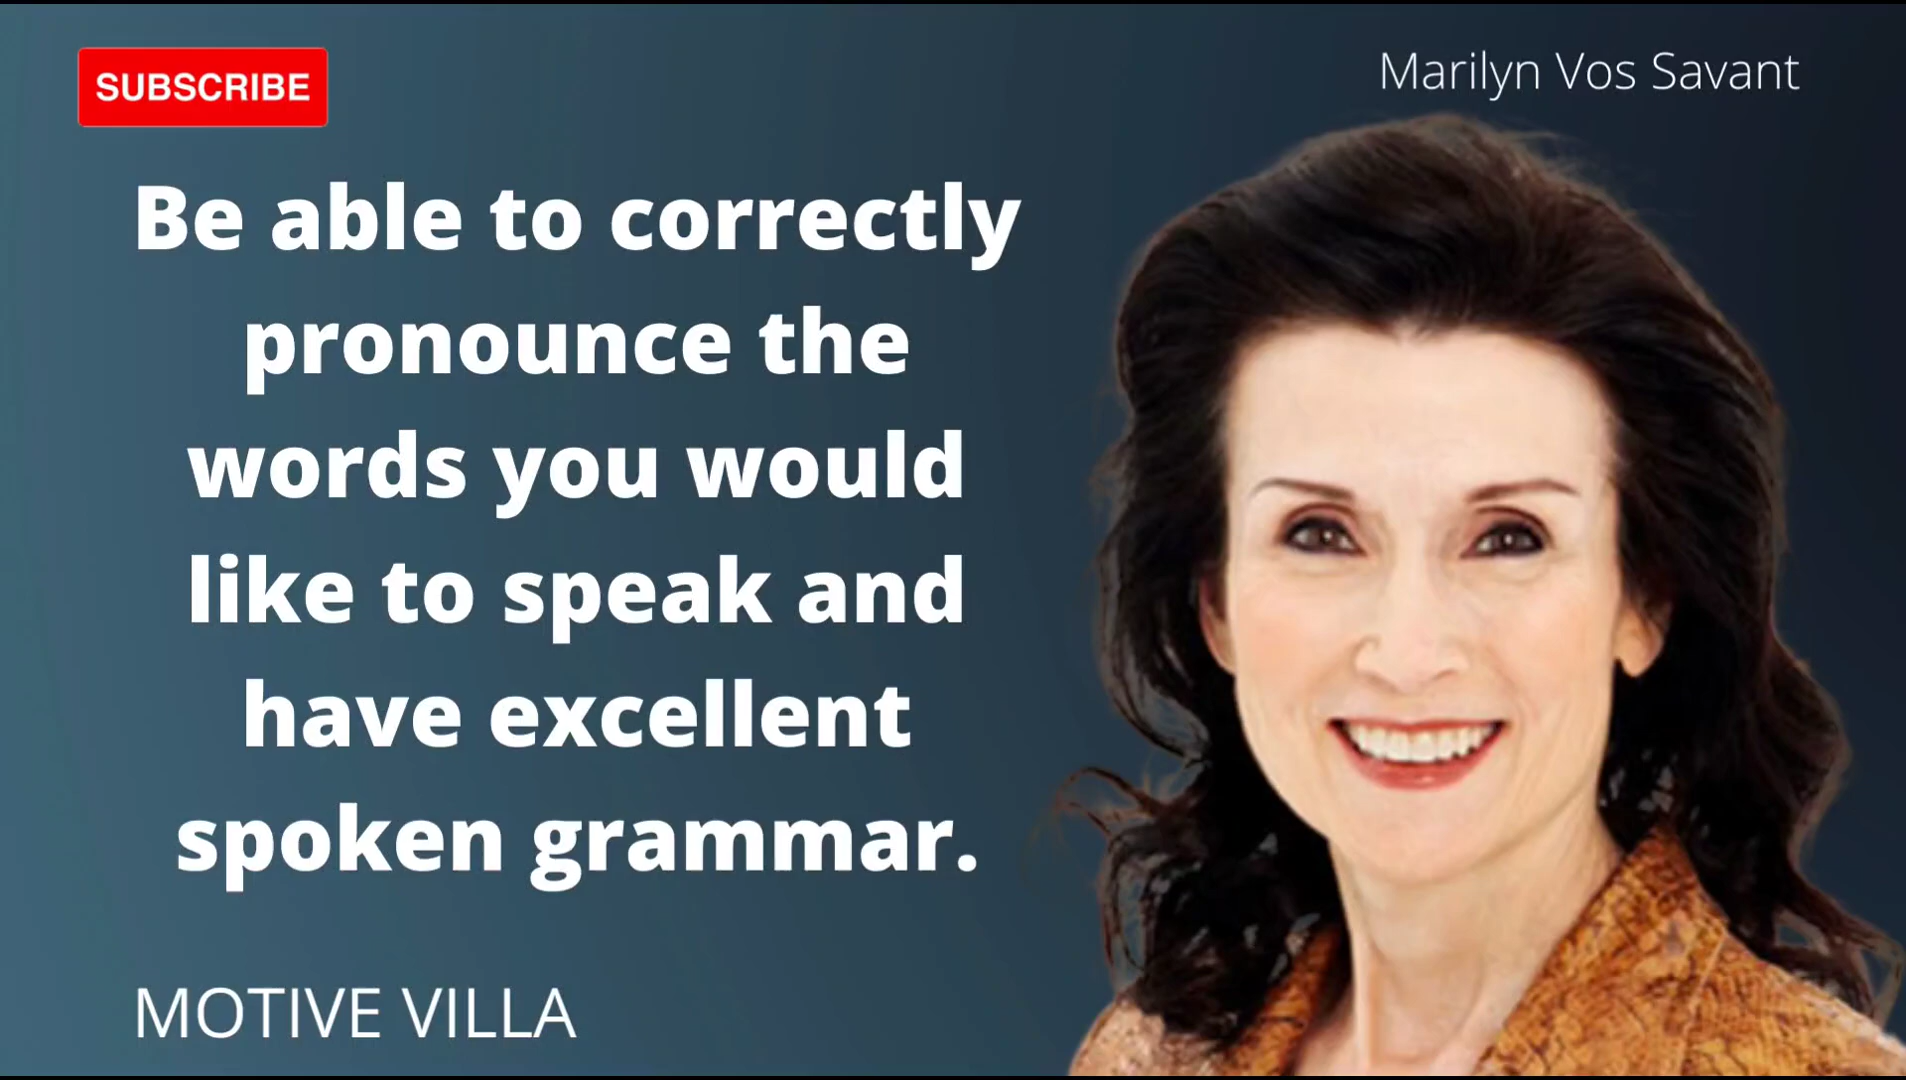 SUBSCRIBE
Marilyn Vos Savant
Be able to correctly
pronounce the
words you would
like to speak and
have excellent
spoken grammar.
MOTIVE VILLA